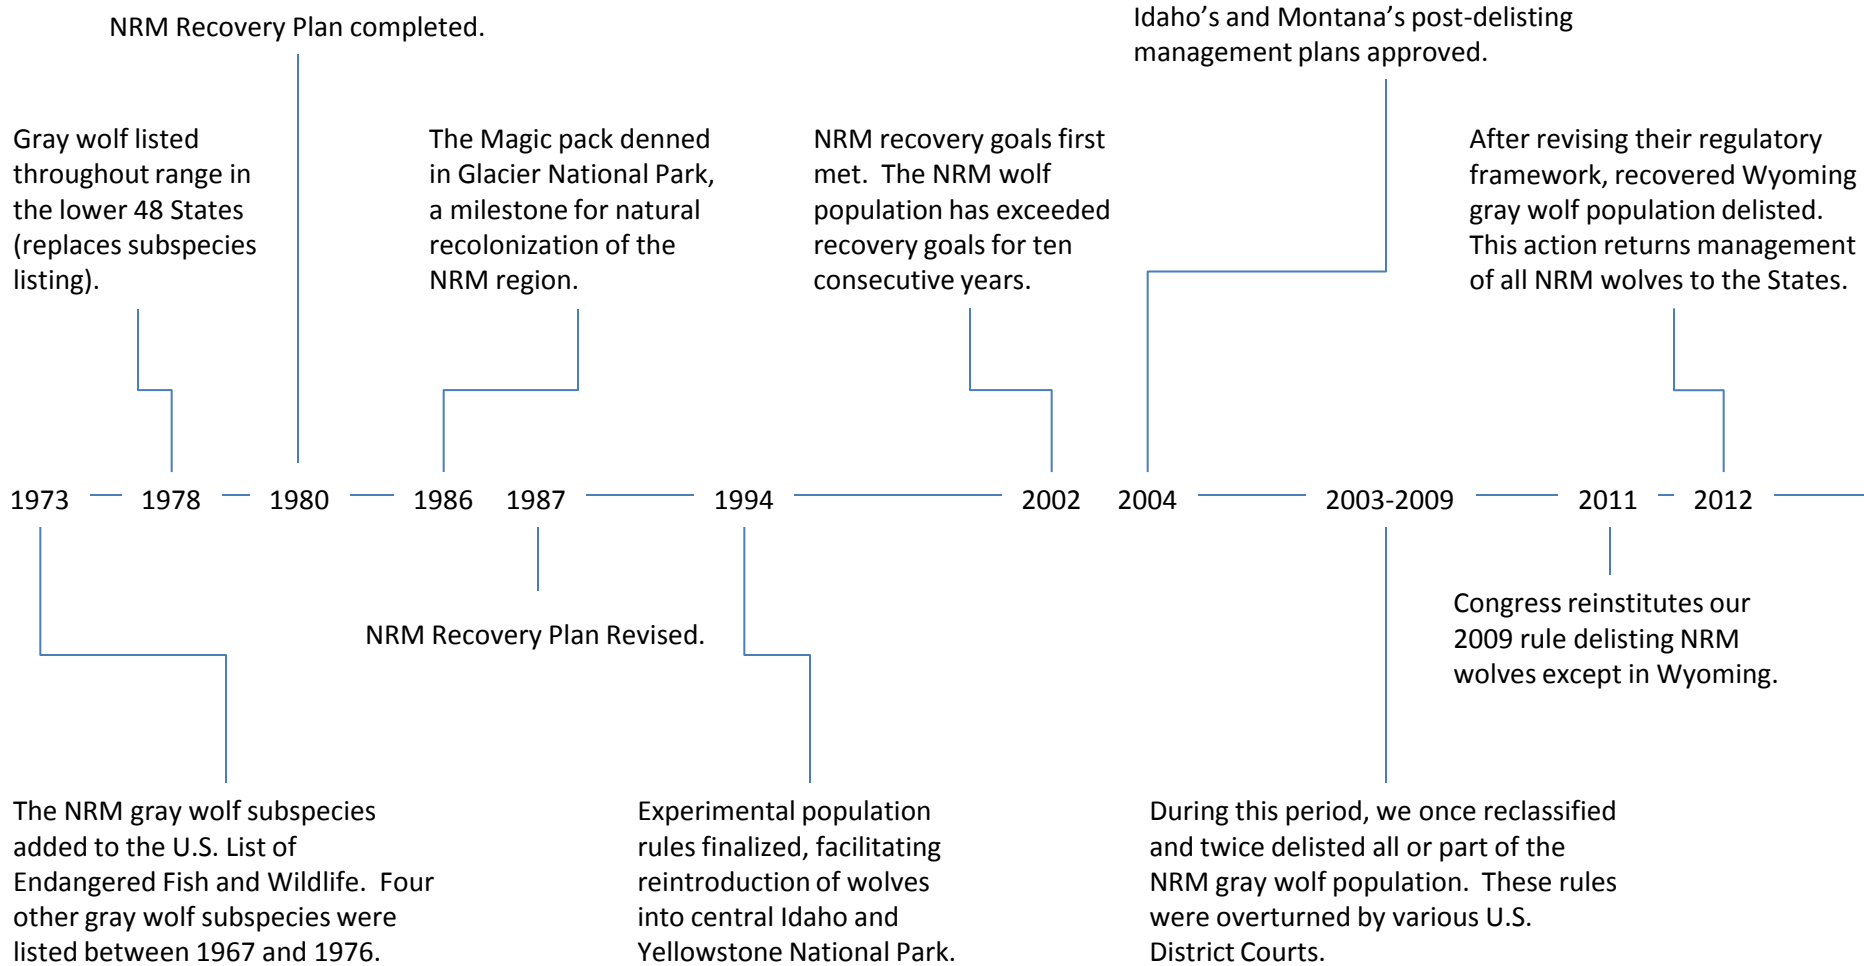 NRM Recovery Plan completed.
Idaho’s and Montana’s post-delisting
management plans approved.
Gray wolf listed
throughout range in
the lower 48 States
(replaces subspecies
listing).
The Magic pack denned
in Glacier National Park,
a milestone for natural
recolonization of the
NRM region.
NRM recovery goals first
met.  The NRM wolf
population has exceeded
recovery goals for ten
consecutive years.
After revising their regulatory
framework, recovered Wyoming
gray wolf population delisted.
This action returns management
of all NRM wolves to the States.
1973 1978 1980 1986 1987 1994 2002 2004 2003-2009 2011 2012
NRM Recovery Plan Revised.
Congress reinstitutes our
2009 rule delisting NRM
wolves except in Wyoming.
The NRM gray wolf subspecies
added to the U.S. List of
Endangered Fish and Wildlife.  Four
other gray wolf subspecies were
listed between 1967 and 1976.
Experimental population
rules finalized, facilitating
reintroduction of wolves
into central Idaho and
Yellowstone National Park.
During this period, we once reclassified
and twice delisted all or part of the
NRM gray wolf population.  These rules
were overturned by various U.S.
District Courts.